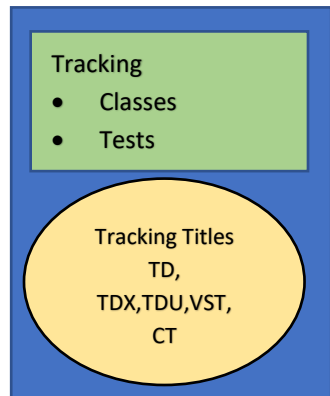 Tracking
• Classes
• Tests
Tracking Titles
TD,
TDX,TDU,VST,
CT